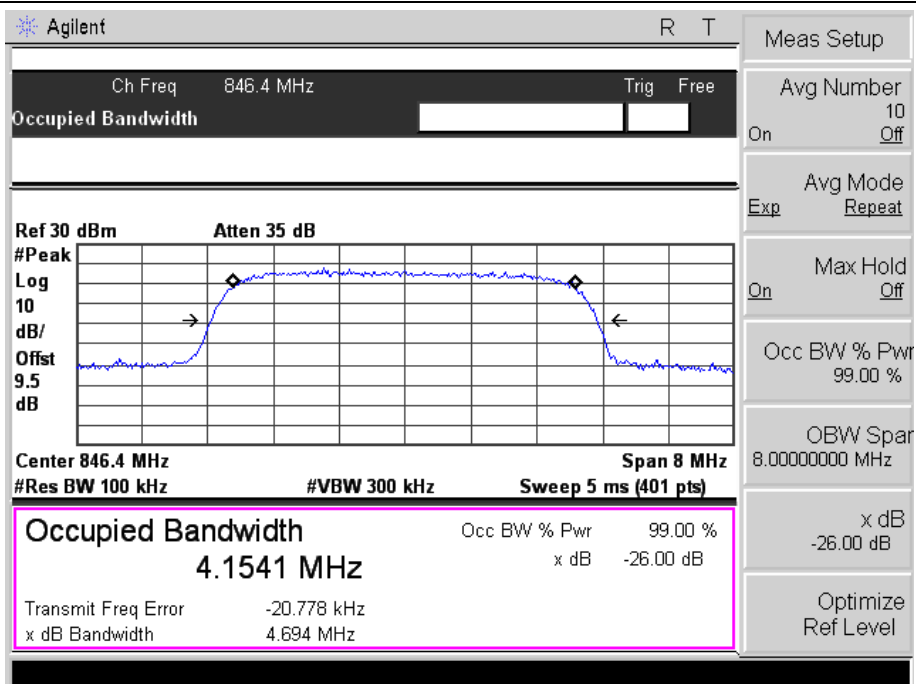 Agilent R T
Ch Freq 846.4 MHz Trig Free
Occupied Bandwidth
Ref 30 dBm Atten 35 dB
#Peak
Log
10
dB/
Offst
9.5
dB
Center 846.4 MHz Span 8 MHz
#Res BW 100 kHz #VBW 300 kHz Sweep 5 ms (401 pts)
Occupied Bandwidth Occ BW % Pwr 99.00 %
4.1541 MHz x dB -26.00 dB
Transmit Freq Error -20.778 kHz
x dB Bandwidth 4.694 MHz
Meas Setup
Avg Number
10
On Off
Avg Mode
Exp Repeat
Max Hold
On Off
Occ BW % Pwr
99.00 %
OBW Span
8.00000000 MHz
x dB
-26.00 dB
Optimize
Ref Level